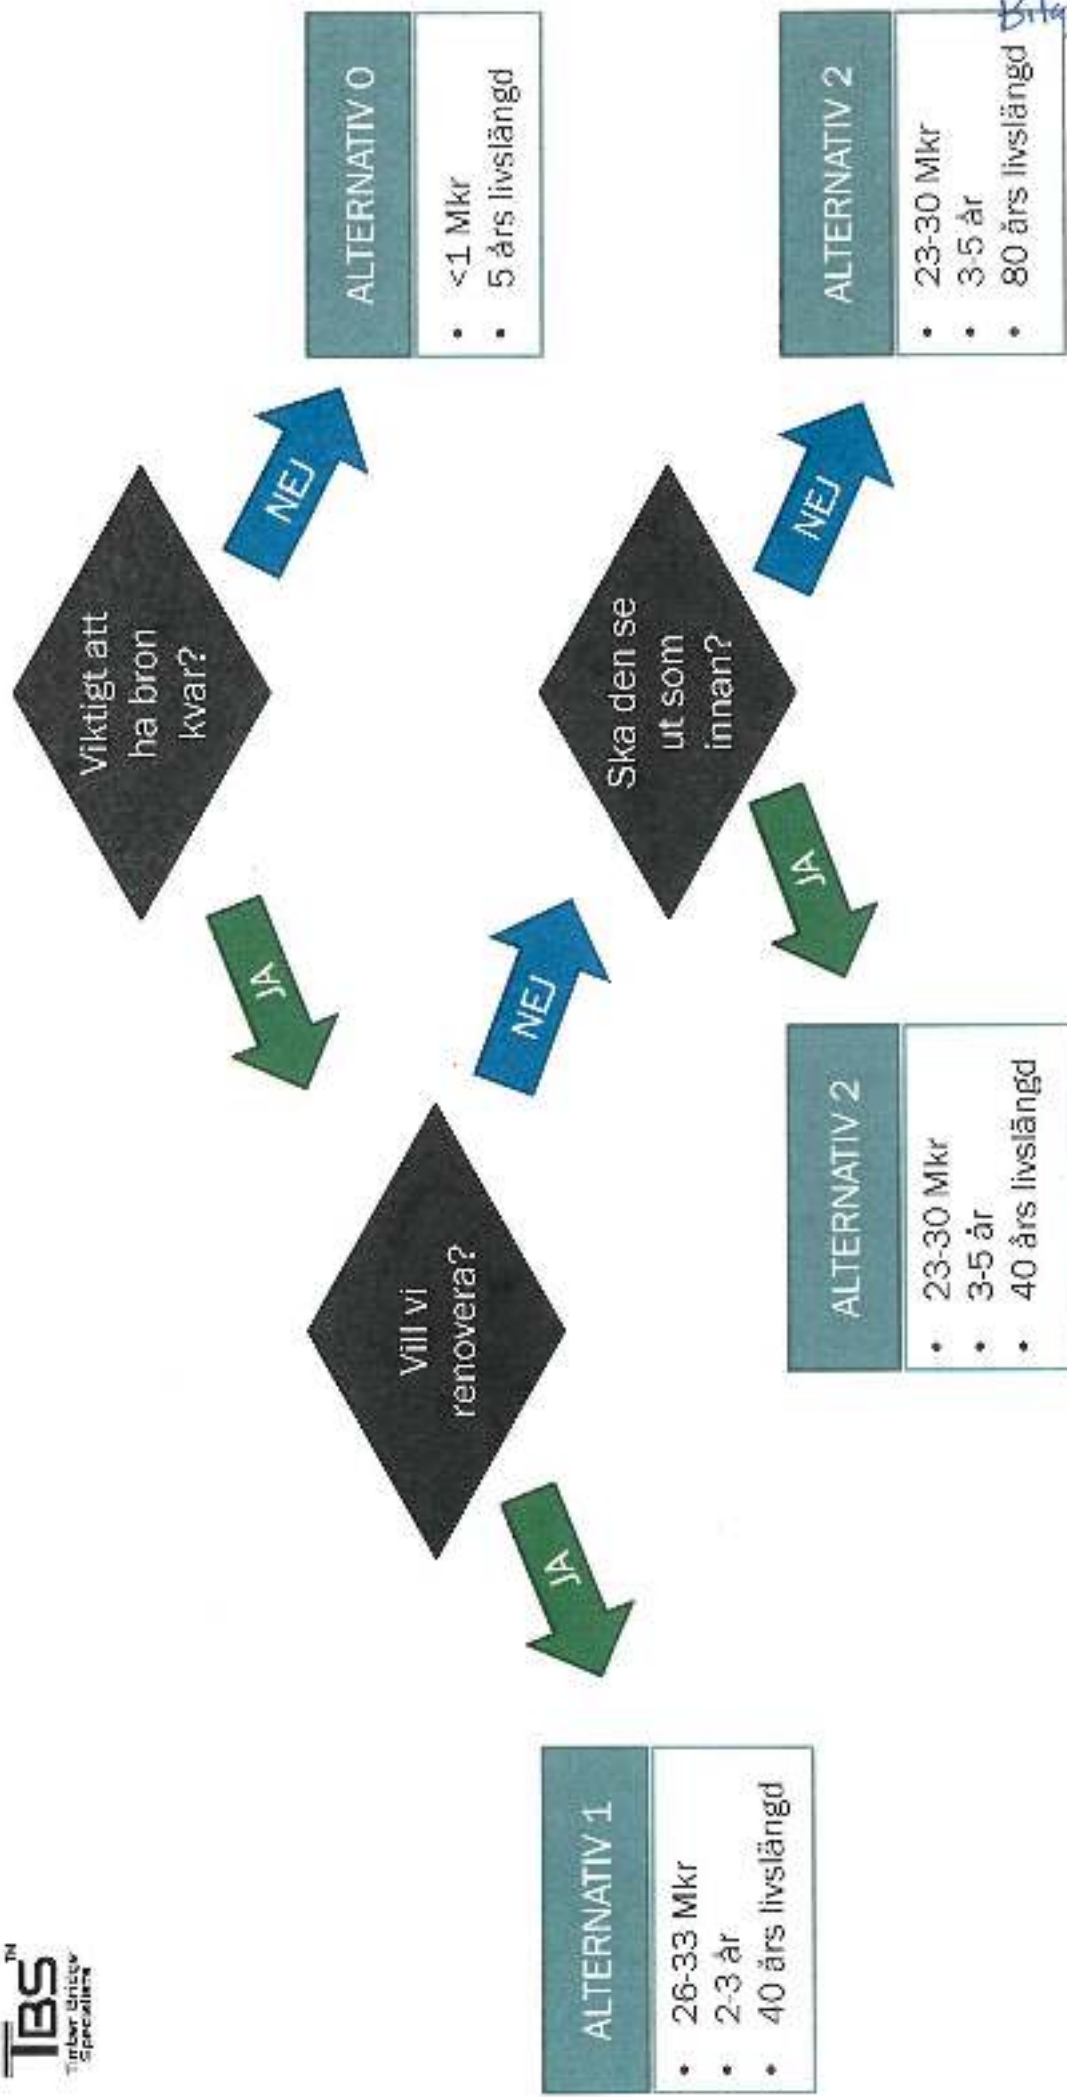 TBS™
Timber Bridge
Specialists
Viktigt att
ha bron
kvar?
JA
NEJ
ALTERNATIV 0
• <1 Mkr
• 5 års livslängd
Vill vi
renovera?
JA
NEJ
ALTERNATIV 1
• 26-33 Mkr
• 2-3 år
• 40 års livslängd
Ska den se
ut som
innan?
JA
NEJ
ALTERNATIV 2
• 23-30 Mkr
• 3-5 år
• 40 års livslängd
ALTERNATIV 2
• 23-30 Mkr
• 3-5 år
• 80 års livslängd